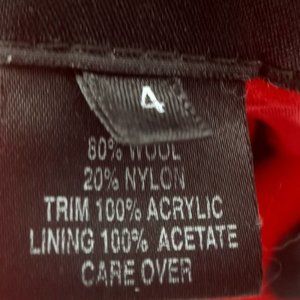 4
80% WOOL
20% NYLON
TRIM 100% ACRYLIC
LINING 100% ACETATE
CARE OVER